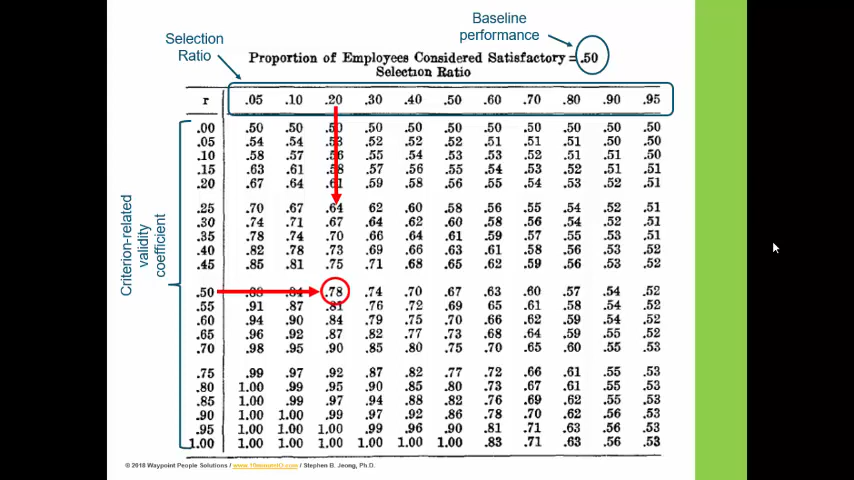 Baseline
performance
Selection
Ratio
Proportion of Employees Considered Satisfactory = .50
Selection Ratio
r .05 .10 .20 .30 .40 .50 .60 .70 .80 .90 .95
.00 .50 .50 .50 .50 .50 .50 .50 .50 .50 .50 .50
.05 .54 .54 .53 .52 .52 .52 .51 .51 .51 .50 .50
.10 .58 .57 .56 .55 .54 .53 .53 .52 .51 .51 .50
.15 .63 .61 .58 .57 .56 .55 .54 .53 .52 .51 .51
.20 .67 .64 .61 .59 .58 .56 .55 .54 .53 .52 .51
.25 .70 .67 .64 62 .60 .58 .56 .55 .54 .52 .51
.30 .74 .71 .67 .64 .62 .60 .58 .56 .54 .52 .51
.35 .78 .74 .70 .66 .64 .61 .59 .57 .55 .53 .51
.40 .82 .78 .73 .69 .66 .63 .61 .58 .56 .53 .52
.45 .85 .81 .75 .71 .68 .65 .62 .59 .56 .53 .52
.50 .88 .84 .78 .74 .70 .67 .63 .60 .57 .54 .52
.55 .91 .87 .81 .76 .72 .69 .65 .61 .58 .54 .52
.60 .94 .90 .84 .79 .75 .70 .66 .62 .59 .54 .52
.65 .96 .92 .87 .82 .77 .73 .68 .64 .59 .55 .52
.70 .98 .95 .90 .85 .80 .75 .70 .65 .60 .55 .53
.75 .99 .97 .92 .87 .82 .77 .72 .66 .61 .55 .53
.80 1.00 .99 .95 .90 .85 .80 .73 .67 .61 .55 .53
.85 1.00 .99 .97 .94 .88 .82 .76 .69 .62 .55 .53
.90 1.00 1.00 .99 .97 .92 .86 .78 .70 .62 .56 .53
.95 1.00 1.00 1.00 .99 .96 .90 .81 .71 .63 .56 .53
1.00 1.00 1.00 1.00 1.00 1.00 1.00 .83 .71 .63 .56 .53
Criterion-related
validity
coefficient